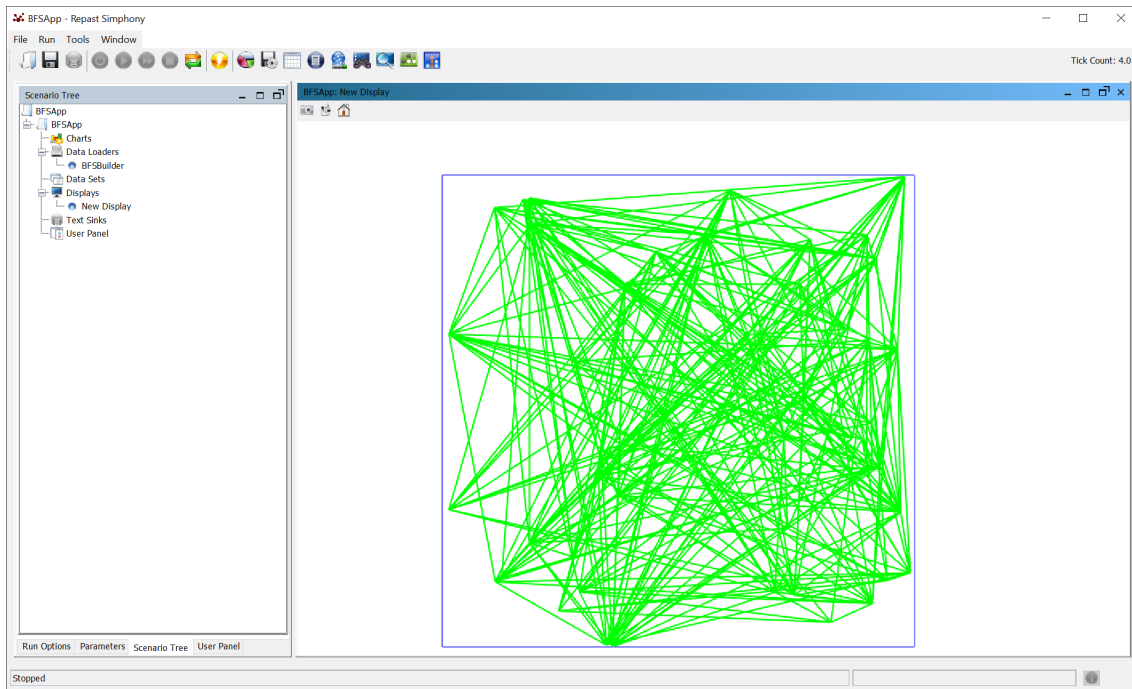 BFSApp - Repast Simphony
File Run Tools Window
Tick Count: 4.0
Scenario Tree
BFSApp: New Display
BFSApp
BFSApp
Charts
Data Loaders
BFSBuilder
Data Sets
Displays
New Display
Text Sinks
User Panel
Run Options Parameters Scenario Tree User Panel
Stopped